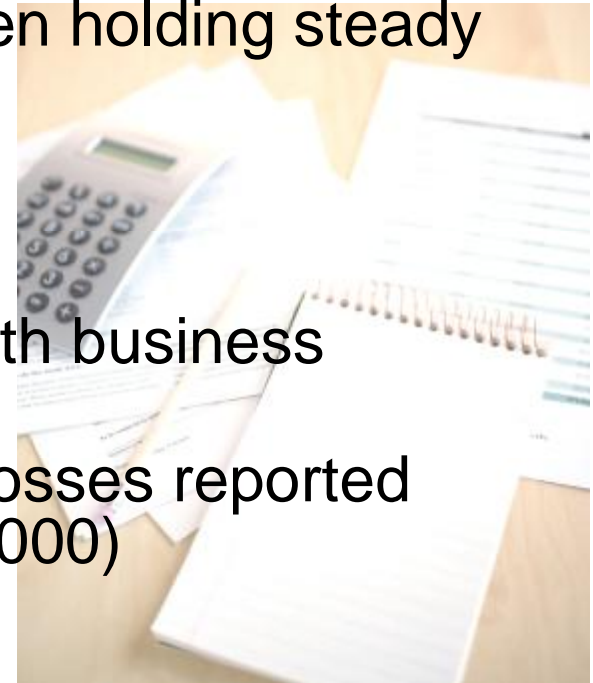 en holding steady
th business
osses reported
000)